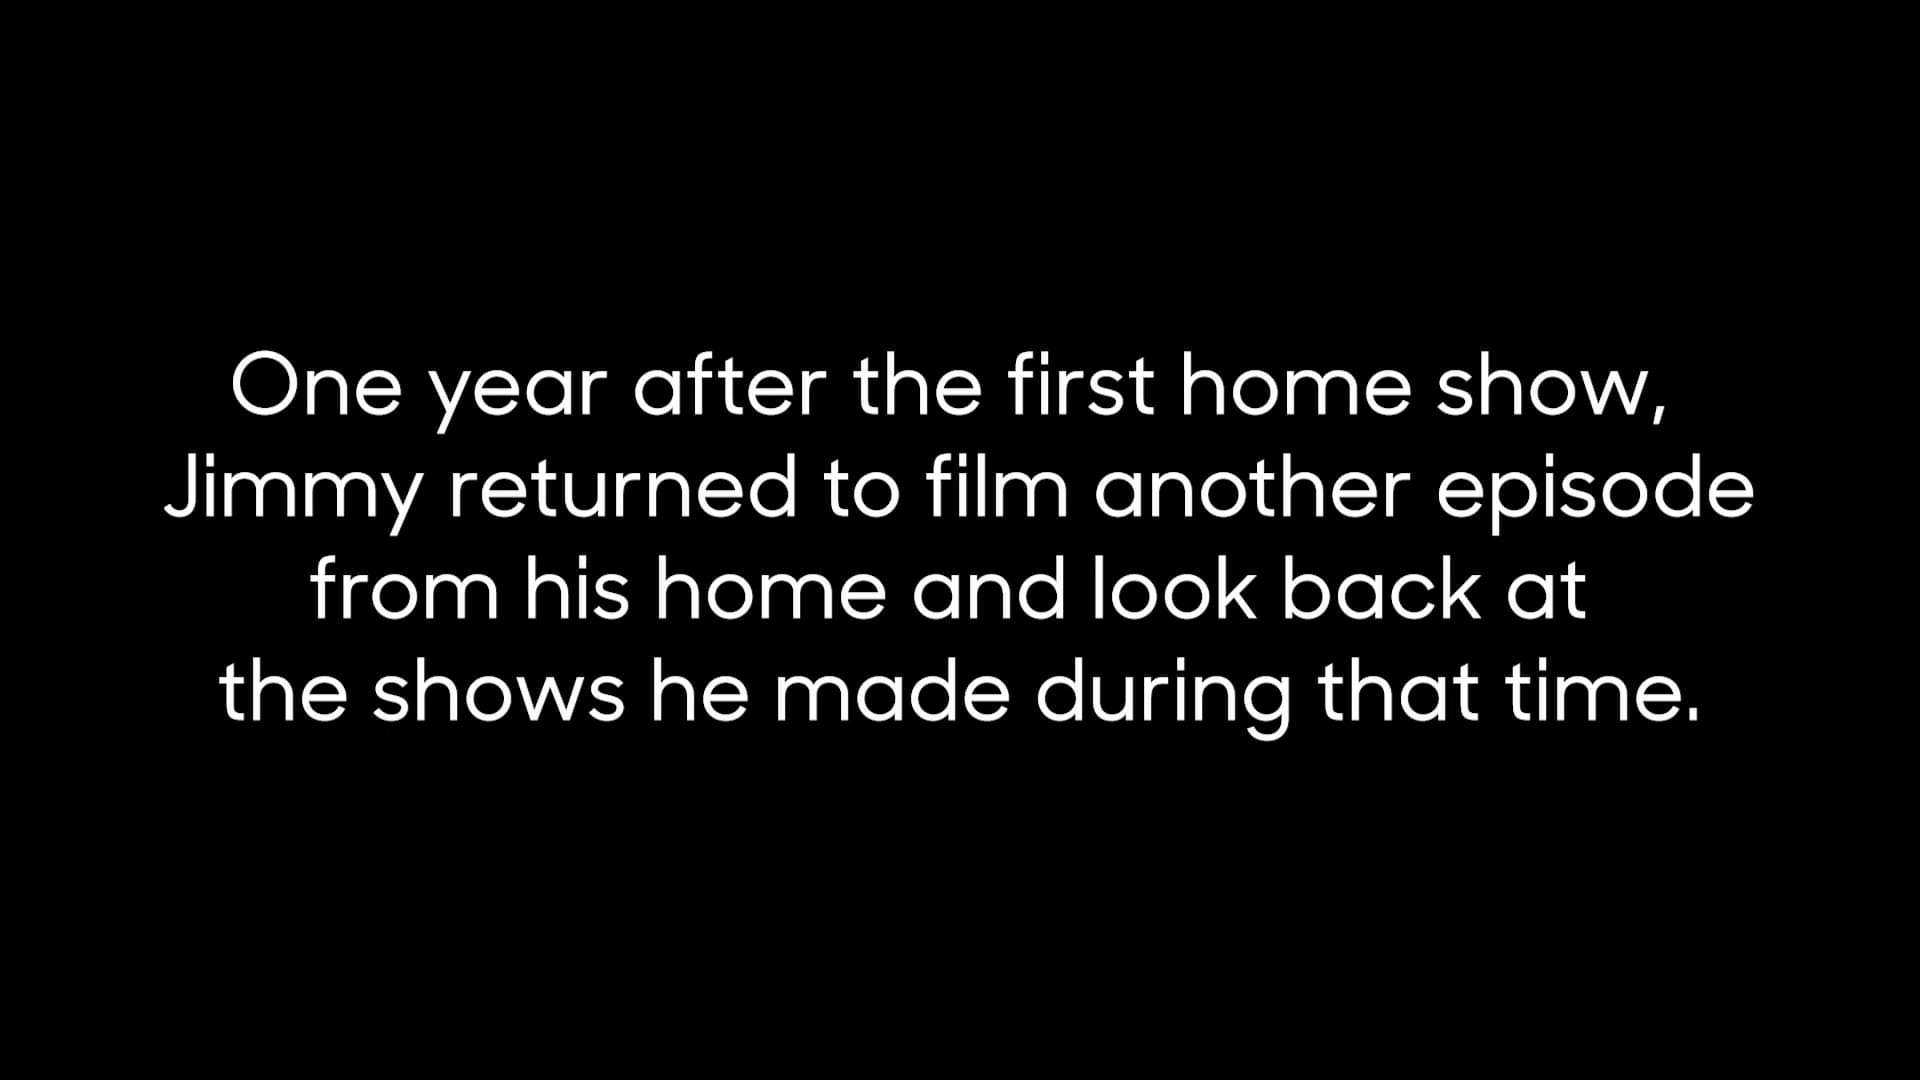 One year after the first home show,
Jimmy returned to film another episode
from his home and look back at
the shows he made during that time.